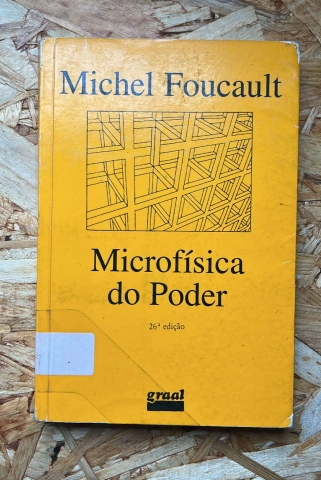 Michel Foucault
Microfísica
do Poder
26ª edição
graal